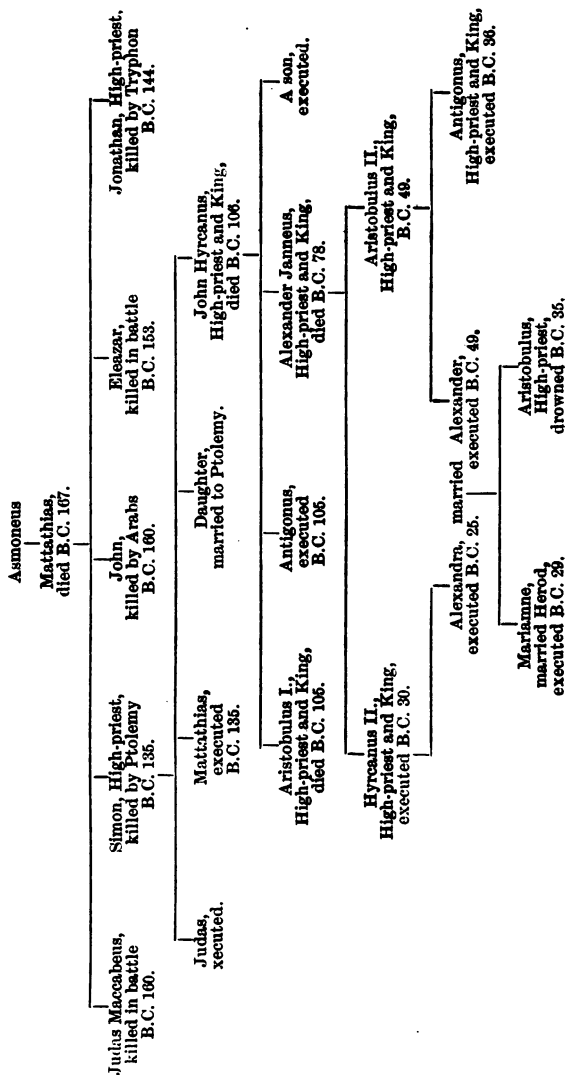 Asmoneus
Mattathias,
died B.C. 167.
Judas Maccabeus,
killed in battle
B.C. 160.
Simon, High-priest,
killed by Ptolemy
B.C. 135.
John,
killed by Arabs
B.C. 160.
Eleazar,
killed in battle
B.C. 153.
Jonathan, High-priest,
killed by Tryphon
B.C. 144.
Judas,
xecuted.
Mattathias,
executed
B.C. 135.
Daughter,
married to Ptolemy.
John Hyrcanus,
High-priest and King,
died B.C. 106.
Aristobulus I.,
High-priest and King,
died B.C. 105.
Antigonus,
executed
B.C. 105.
Alexander Janneus,
High-priest and King,
died B.C. 78.
A son,
executed.
Hyrcanus II.,
High-priest and King,
executed B.C. 30.
Aristobulus II.,
High-priest and King,
B.C. 49.
Alexandra, married Alexander,
executed B.C. 25. executed B.C. 49.
Antigonus,
High-priest and King,
executed B.C. 36.
Mariamne,
married Herod,
executed B.C. 29.
Aristobulus,
High-priest,
drowned B.C. 35.